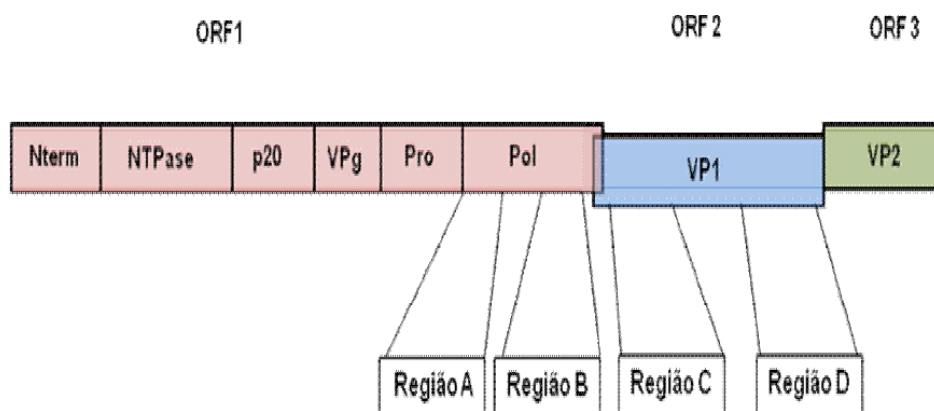 ORF1 ORF 2 ORF 3
Nterm NTPase p20 VPg Pro Pol VP1 VP2
Região A Região B Região C Região D